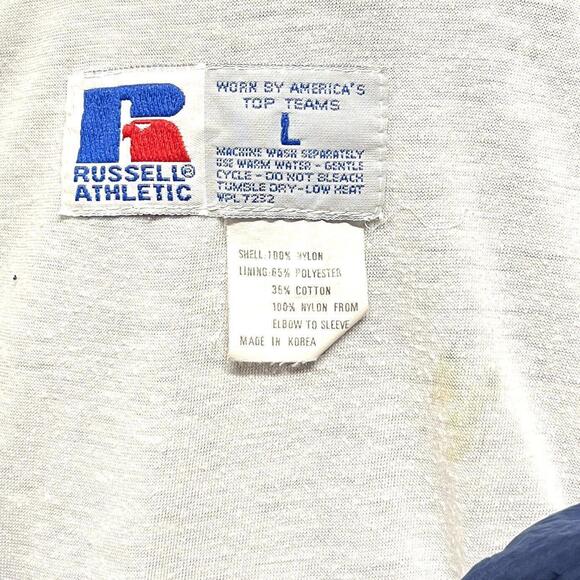 RUSSELL®
ATHLETIC
WORN BY AMERICA'S
TOP TEAMS
L
MACHINE WASH SEPARATELY
USE WARM WATER - GENTLE
CYCLE - DO NOT BLEACH
TUMBLE DRY-LOW HEAT
WPL7232
SHELL:100% NYLON
LINING:65% POLYESTER
35% COTTON
100% NYLON FROM
ELBOW TO SLEEVE
MADE IN KOREA